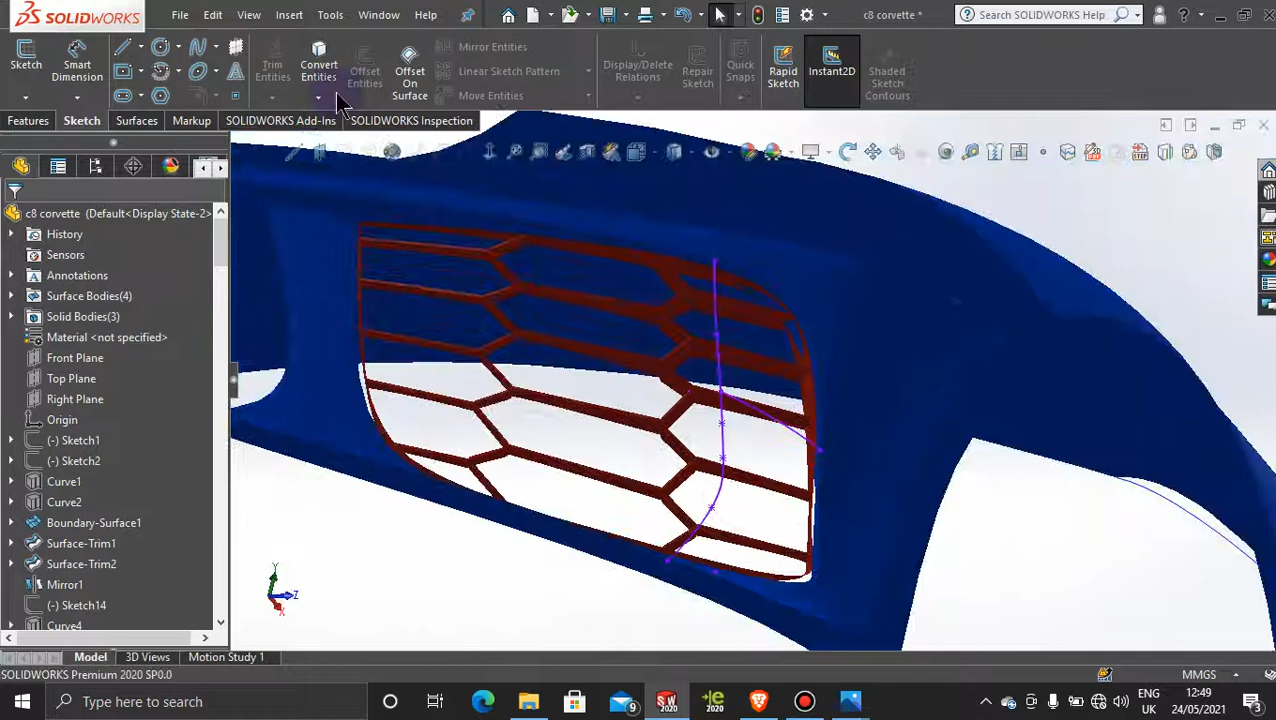 SOLIDWORKS File Edit View Insert Tools Window Help c8 corvette * Search SOLIDWORKS Help ?
Sketch Smart Dimension Trim Entities Convert Entities Offset Entities Offset On Surface Mirror Entities Linear Sketch Pattern Move Entities Display/Delete Relations Repair Sketch Quick Snaps Rapid Sketch Instant2D Shaded Sketch Contours
Features Sketch Surfaces Markup SOLIDWORKS Add-Ins SOLIDWORKS Inspection
c8 corvette (Default<Display State-2>
History
Sensors
Annotations
Surface Bodies(4)
Solid Bodies(3)
Material <not specified>
Front Plane
Top Plane
Right Plane
Origin
(-) Sketch1
(-) Sketch2
Curve1
Curve2
Boundary-Surface1
Surface-Trim1
Surface-Trim2
Mirror1
(-) Sketch14
Curve4
Y
Z
X
Model 3D Views Motion Study 1
SOLIDWORKS Premium 2020 SP0.0 MMGS
Type here to search 9 SW 2020 e 2020 ENG UK 12:49 24/05/2021 3